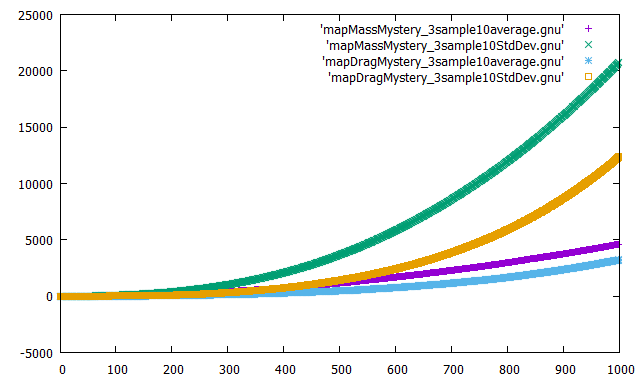 25000
20000
15000
10000
5000
0
-5000
'mapMassMystery_3sample10average.gnu'
'mapMassMystery_3sample10StdDev.gnu'
'mapDragMystery_3sample10average.gnu'
'mapDragMystery_3sample10StdDev.gnu'
0 100 200 300 400 500 600 700 800 900 1000